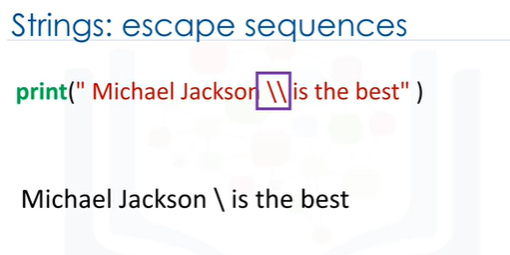 Strings: escape sequences
print(" Michael Jackson \\ is the best" )
Michael Jackson \ is the best